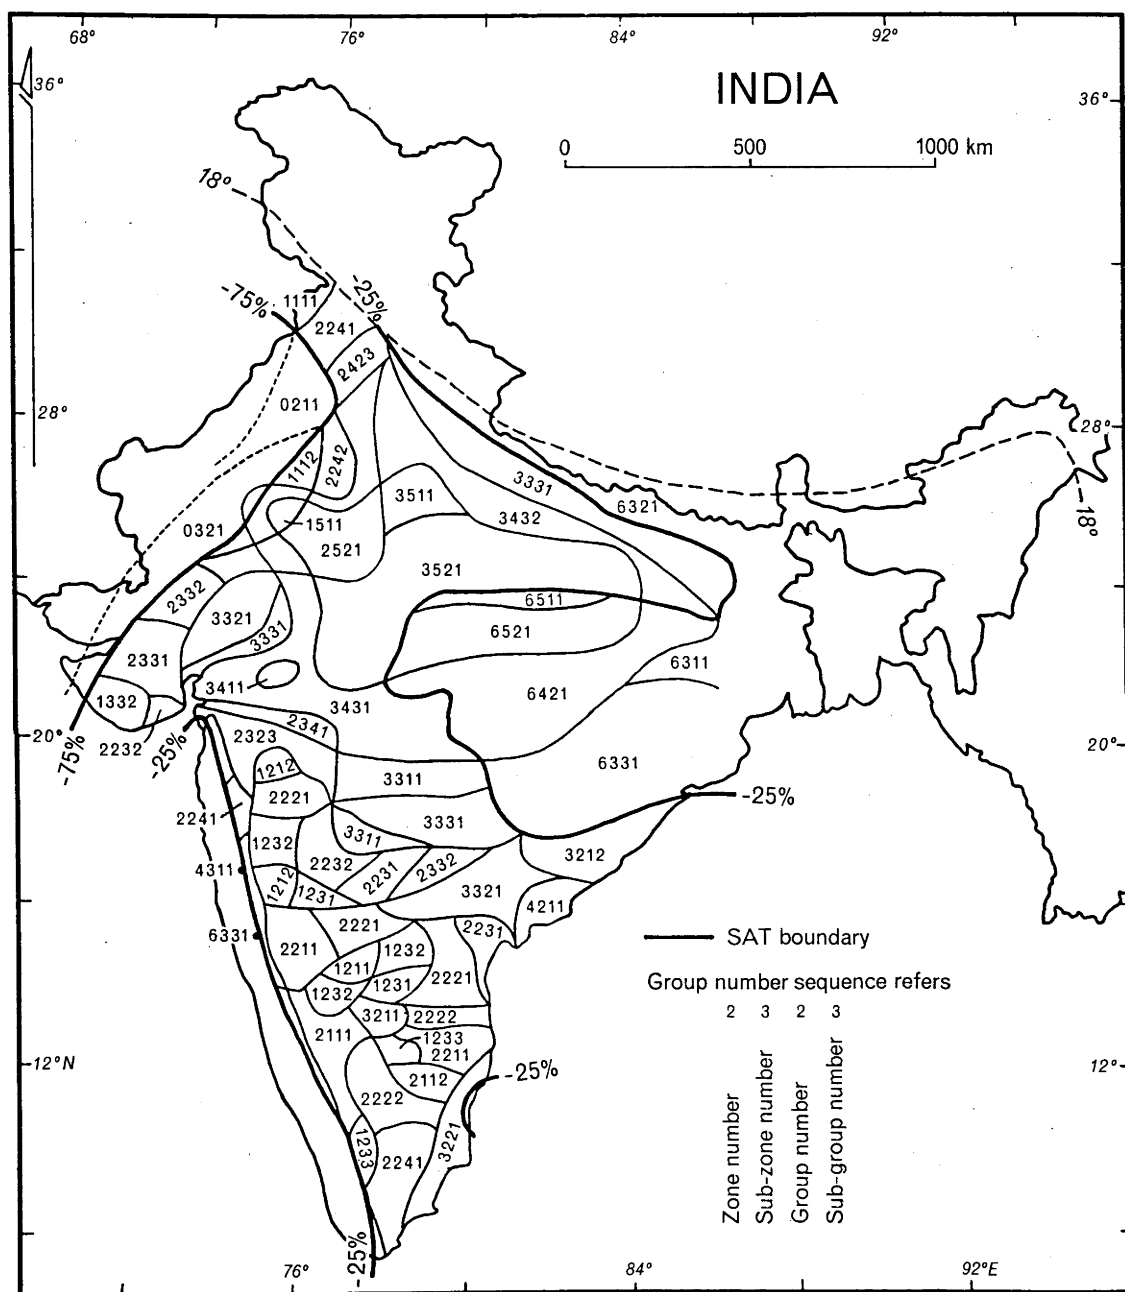 68° 76° 84° 92°
36° 36°
INDIA
0 500 1000 km
18°
-75% 1111 -25%
2241
2423
28° 0211 28°
1112 2242
3511 3331 6321
3432
1511 18°
0321 2521
3521
2332 6511
3321 3331 6521
2331 6311
3411 6421
1332 3431
2232 2341
20° 2323 20°
-75% -25% 6331
1212 3311
2221 -25%
2241 3331
3311
1232 2232 3212
4311 2231 2332
1212 1231 3321
4211
2221 2231
6331 2211 1232 SAT boundary
1211 2221
1232 1231 Group number sequence refers
3211 2222 2 3 2 3
2111 1233
2211
12°N 2112 -25% 12°
2222
3221
1233 2241
Zone number
Sub-zone number
Group number
Sub-group number
25%
76° 84° 92°E